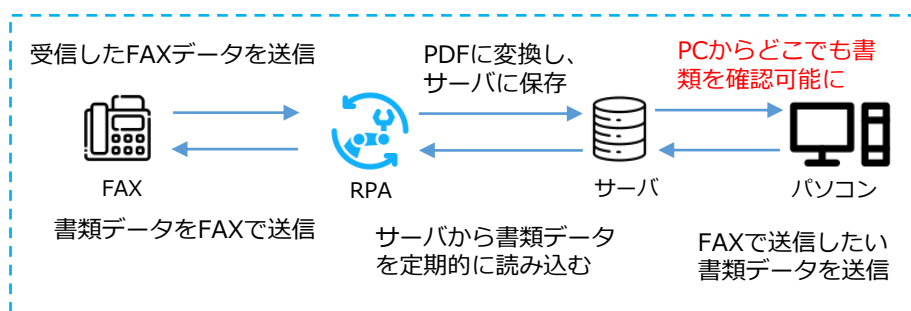 受信したFAXデータを送信
PDFに変換し、
サーバに保存
PCからどこでも書
類を確認可能に
FAX
RPA
サーバ
パソコン
書類データをFAXで送信
サーバから書類データ
を定期的に読み込む
FAXで送信したい
書類データを送信